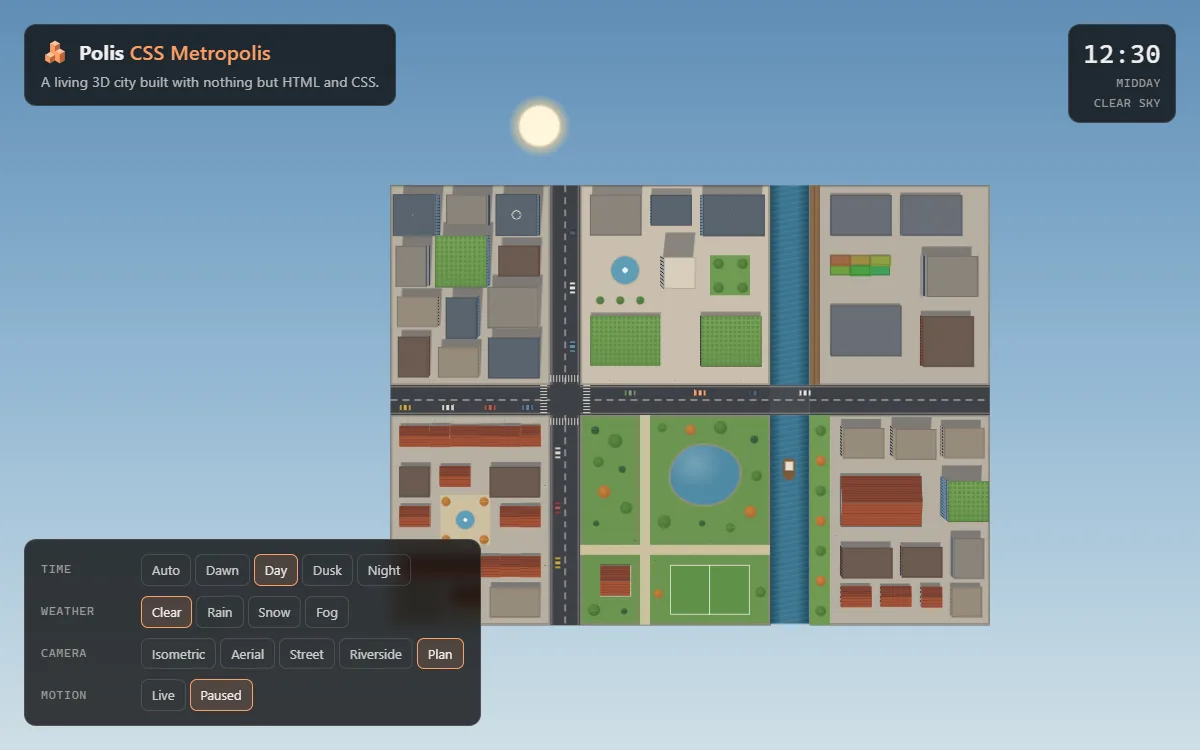 Polis CSS Metropolis
A living 3D city built with nothing but HTML and CSS.
12:30
MIDDAY
CLEAR SKY
TIME Auto Dawn Day Dusk Night
WEATHER Clear Rain Snow Fog
CAMERA Isometric Aerial Street Riverside Plan
MOTION Live Paused